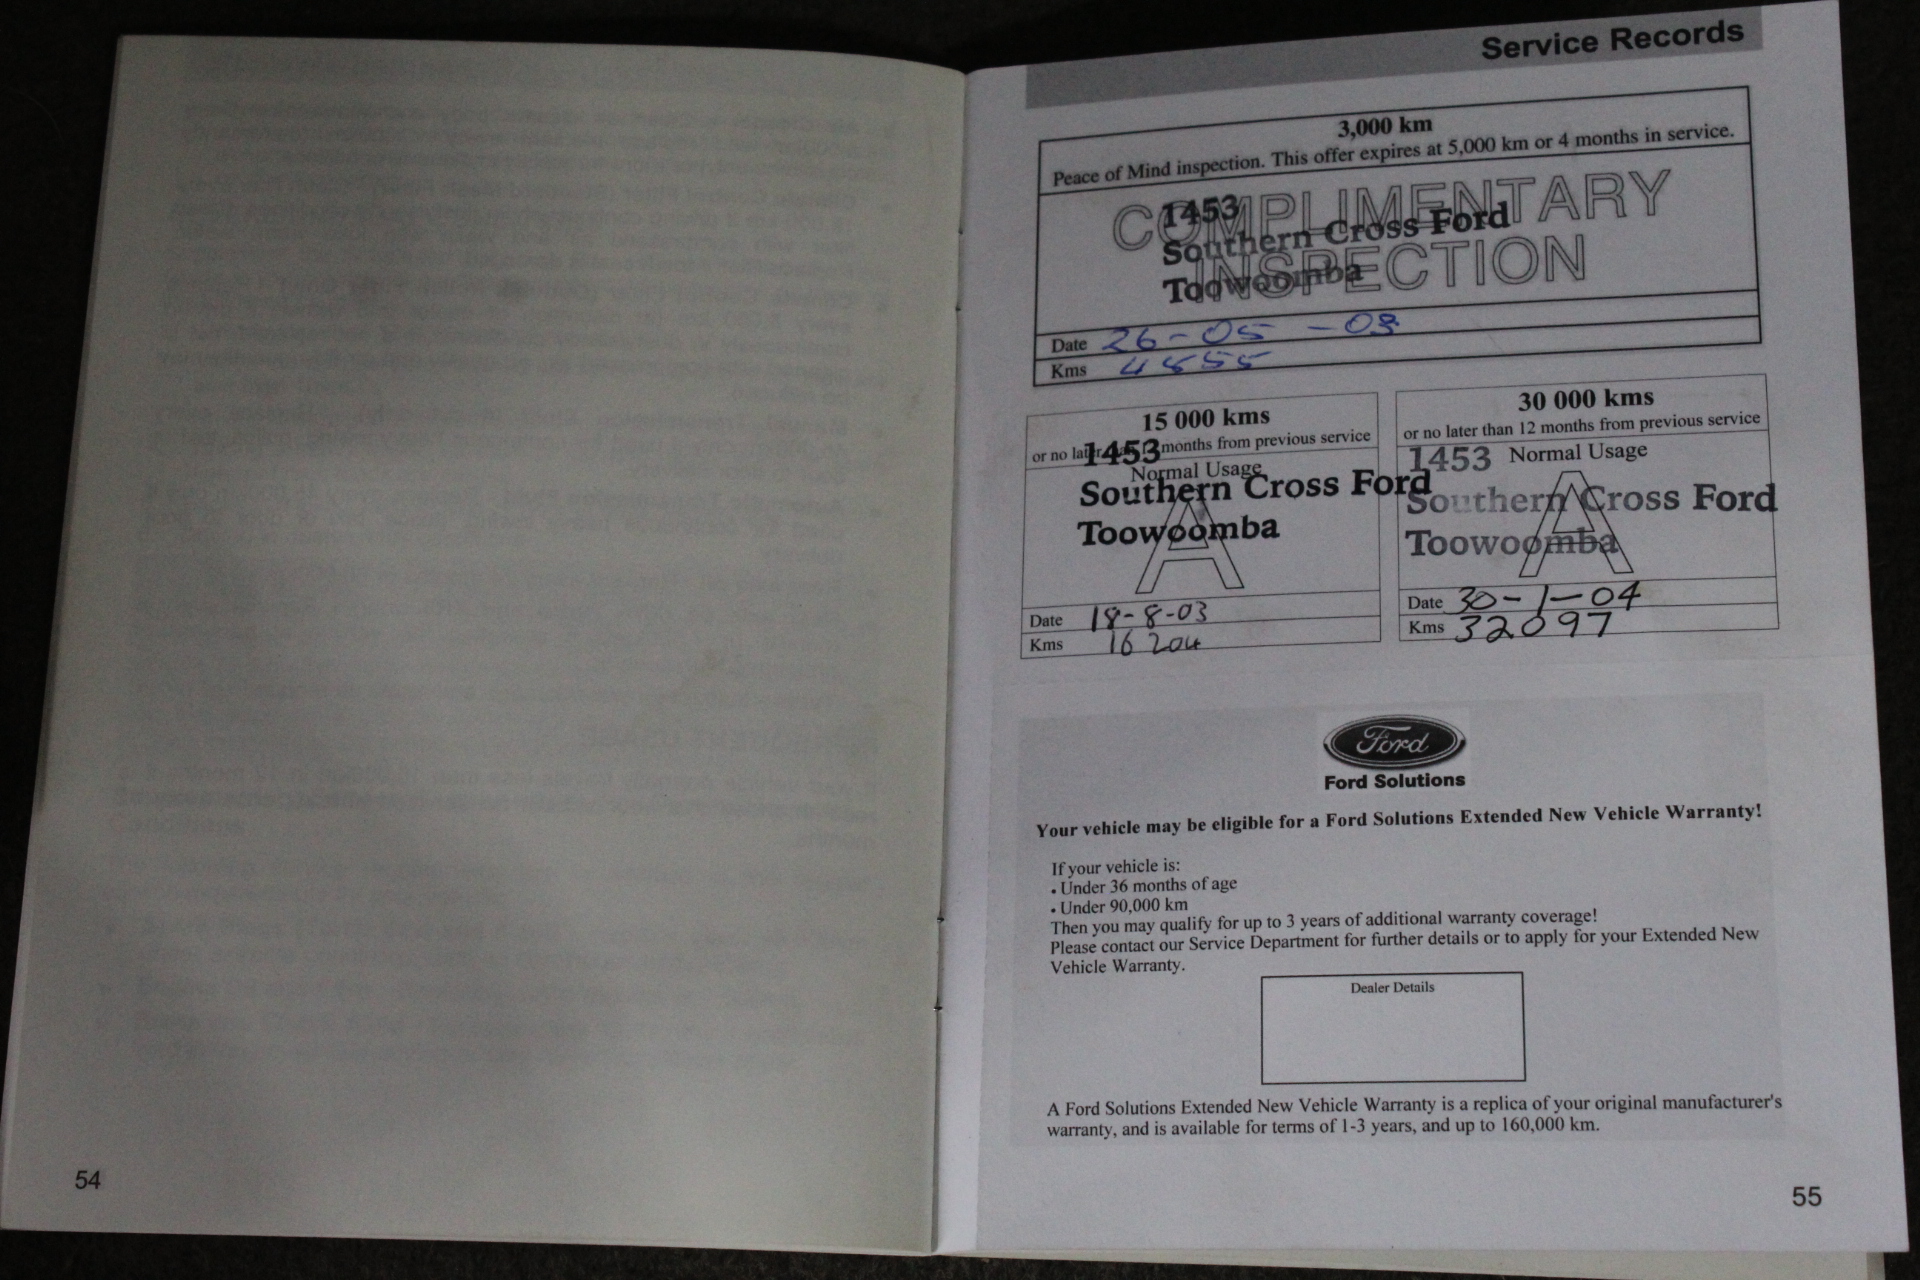 Service Records
3,000 km
Peace of Mind inspection. This offer expires at 5,000 km or 4 months in service.
COMPLIMENTARY
INSPECTION
1453
Southern Cross Ford
Toowoomba
Date 26-05-03
Kms 4855
15 000 kms
or no later months from previous service
Normal Usage
A
1453
Southern Cross Ford
Toowoomba
Date 18-8-03
Kms 16 204
30 000 kms
or no later than 12 months from previous service
Normal Usage
A
1453
Southern Cross Ford
Toowoomba
Date 30-1-04
Kms 32097
Ford
Ford Solutions
Your vehicle may be eligible for a Ford Solutions Extended New Vehicle Warranty!
If your vehicle is:
• Under 36 months of age
• Under 90,000 km
Then you may qualify for up to 3 years of additional warranty coverage!
Please contact our Service Department for further details or to apply for your Extended New
Vehicle Warranty.
Dealer Details
A Ford Solutions Extended New Vehicle Warranty is a replica of your original manufacturer's
warranty, and is available for terms of 1-3 years, and up to 160,000 km.
54
55